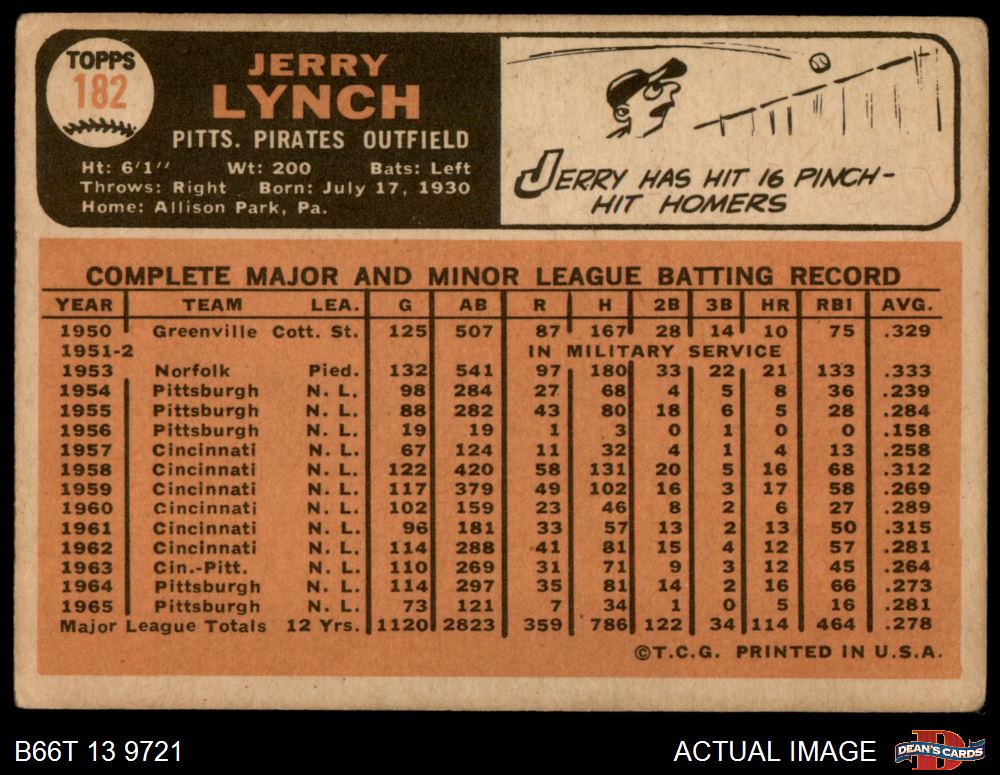 TOPPS
182
JERRY
LYNCH
PITTS. PIRATES OUTFIELD
Ht: 6'1'' Wt: 200 Bats: Left
Throws: Right Born: July 17, 1930
Home: Allison Park, Pa.
JERRY HAS HIT 16 PINCH-
HIT HOMERS
COMPLETE MAJOR AND MINOR LEAGUE BATTING RECORD
YEAR TEAM LEA. G AB R H 2B 3B HR RBI AVG.
1950 Greenville Cott. St. 125 507 87 167 28 14 10 75 .329
1951-2 IN MILITARY SERVICE
1953 Norfolk Pied. 132 541 97 180 33 22 21 133 .333
1954 Pittsburgh N. L. 98 284 27 68 4 5 8 36 .239
1955 Pittsburgh N. L. 88 282 43 80 18 6 5 28 .284
1956 Pittsburgh N. L. 19 19 1 3 0 1 0 0 .158
1957 Cincinnati N. L. 67 124 11 32 4 1 4 13 .258
1958 Cincinnati N. L. 122 420 58 131 20 5 16 68 .312
1959 Cincinnati N. L. 117 379 49 102 16 3 17 58 .269
1960 Cincinnati N. L. 102 159 23 46 8 2 6 27 .289
1961 Cincinnati N. L. 96 181 33 57 13 2 13 50 .315
1962 Cincinnati N. L. 114 288 41 81 15 4 12 57 .281
1963 Cin.-Pitt. N. L. 110 269 31 71 9 3 12 45 .264
1964 Pittsburgh N. L. 114 297 35 81 14 2 16 66 .273
1965 Pittsburgh N. L. 73 121 7 34 1 0 5 16 .281
Major League Totals 12 Yrs. 1120 2823 359 786 122 34 114 464 .278
©T.C.G. PRINTED IN U.S.A.
B66T 13 9721
ACTUAL IMAGE
D
DEAN'S CARDS